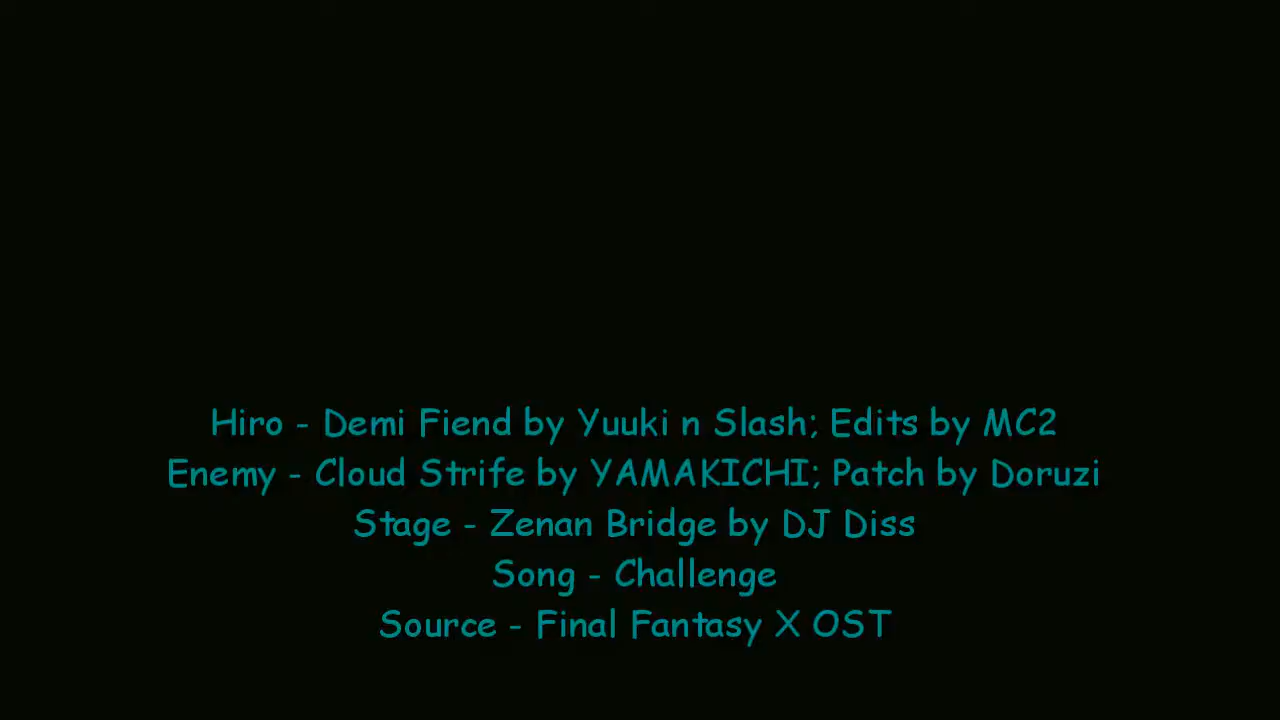 Hiro - Demi Fiend by Yuuki n Slash; Edits by MC2
Enemy - Cloud Strife by YAMAKICHI; Patch by Doruzi
Stage - Zenan Bridge by DJ Diss
Song - Challenge
Source - Final Fantasy X OST